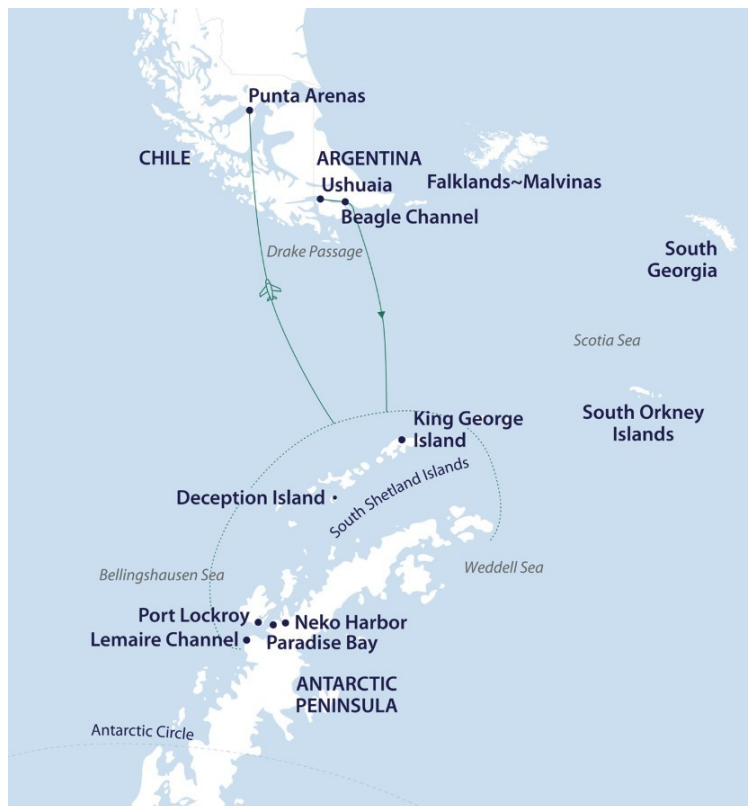 Punta Arenas
CHILE
ARGENTINA
Ushuaia
Falklands~Malvinas
Beagle Channel
Drake Passage
South
Georgia
Scotia Sea
King George
Island
South Orkney
Islands
Deception Island
South Shetland Islands
Bellingshausen Sea
Weddell Sea
Port Lockroy
Neko Harbor
Lemaire Channel
Paradise Bay
ANTARCTIC
PENINSULA
Antarctic Circle